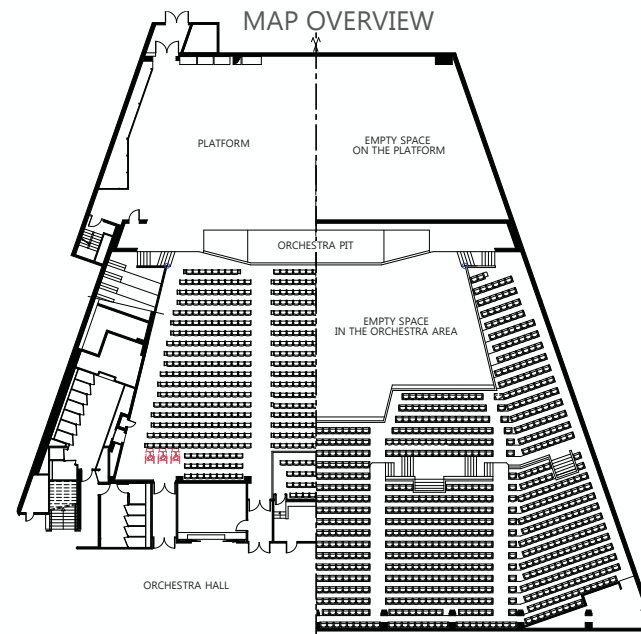 MAP OVERVIEW
PLATFORM
EMPTY SPACE
ON THE PLATFORM
ORCHESTRA PIT
EMPTY SPACE
IN THE ORCHESTRA AREA
ORCHESTRA HALL